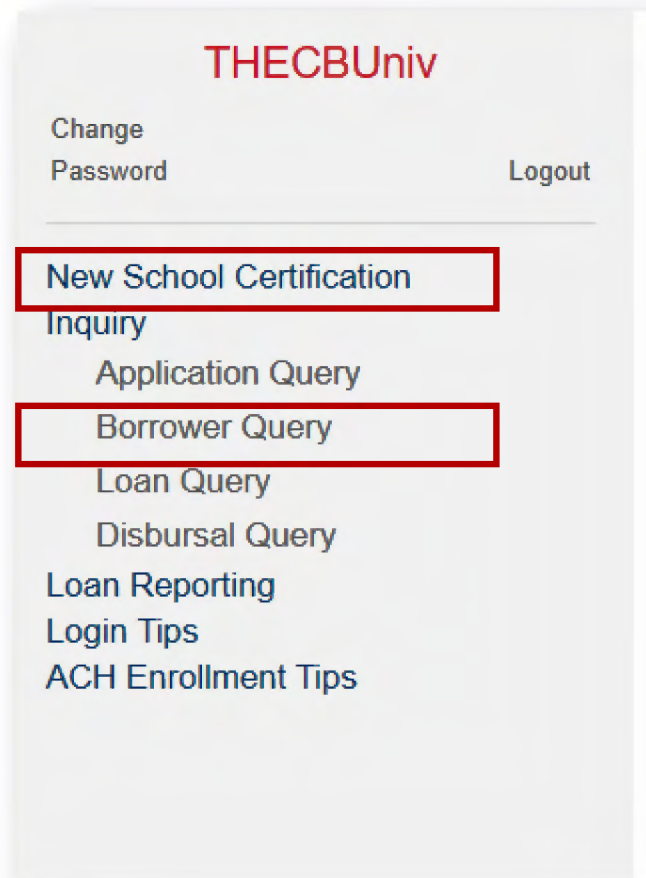 THECBUniv
Change
Password Logout
New School Certification
Inquiry
Application Query
Borrower Query
Loan Query
Disbursal Query
Loan Reporting
Login Tips
ACH Enrollment Tips